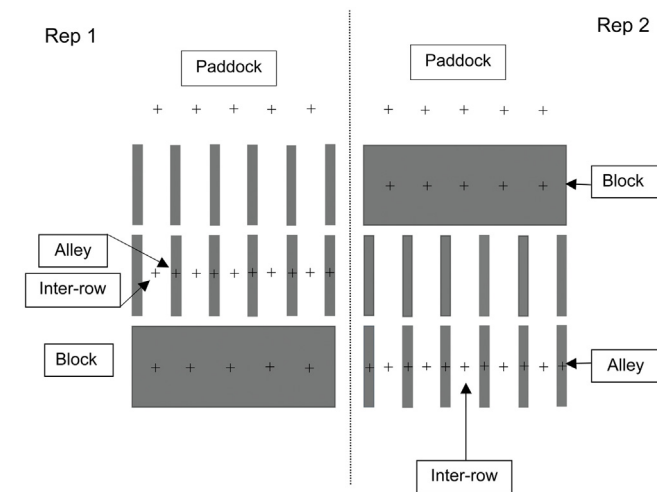 Rep 1
Rep 2
Paddock
Paddock
Block
Alley
Inter-row
Block
Alley
Inter-row